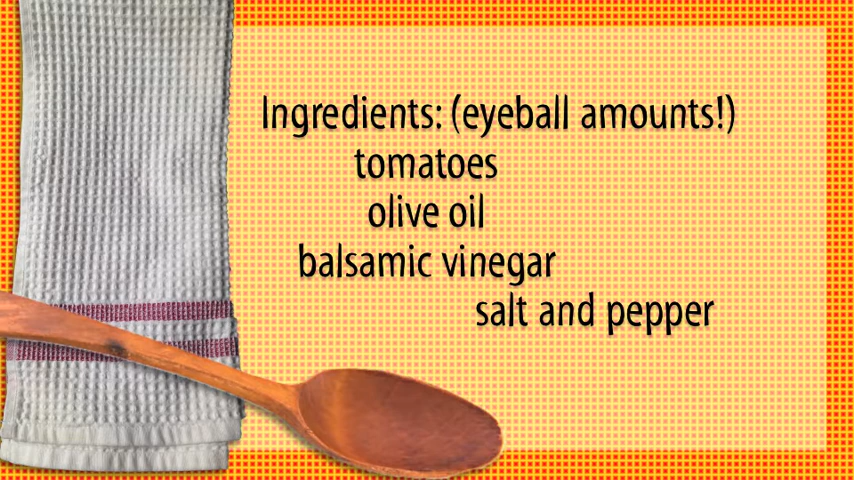 Ingredients: (eyeball amounts!)
tomatoes
olive oil
balsamic vinegar
salt and pepper